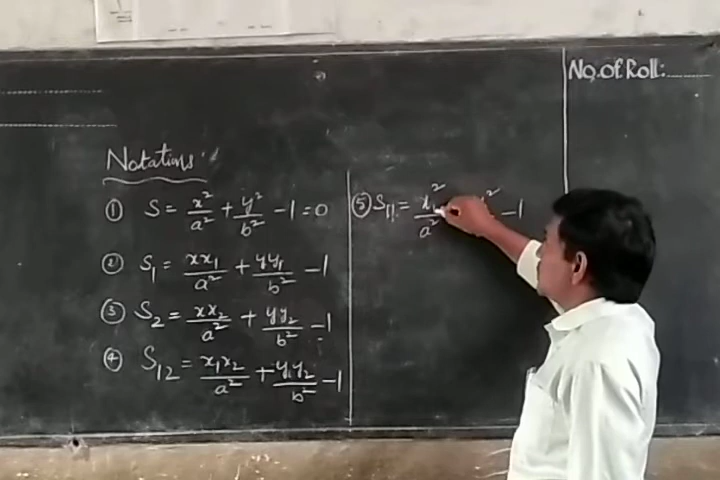 No. of Roll:.........
Notations:
① S = x²/a² + y²/b² - 1 = 0
② S₁ = xx₁/a² + yy₁/b² - 1
③ S₂ = xx₂/a² + yy₂/b² - 1
④ S₁₂ = x₁x₂/a² + y₁y₂/b² - 1
⑤ S₁₁ = x₁²/a² ² - 1